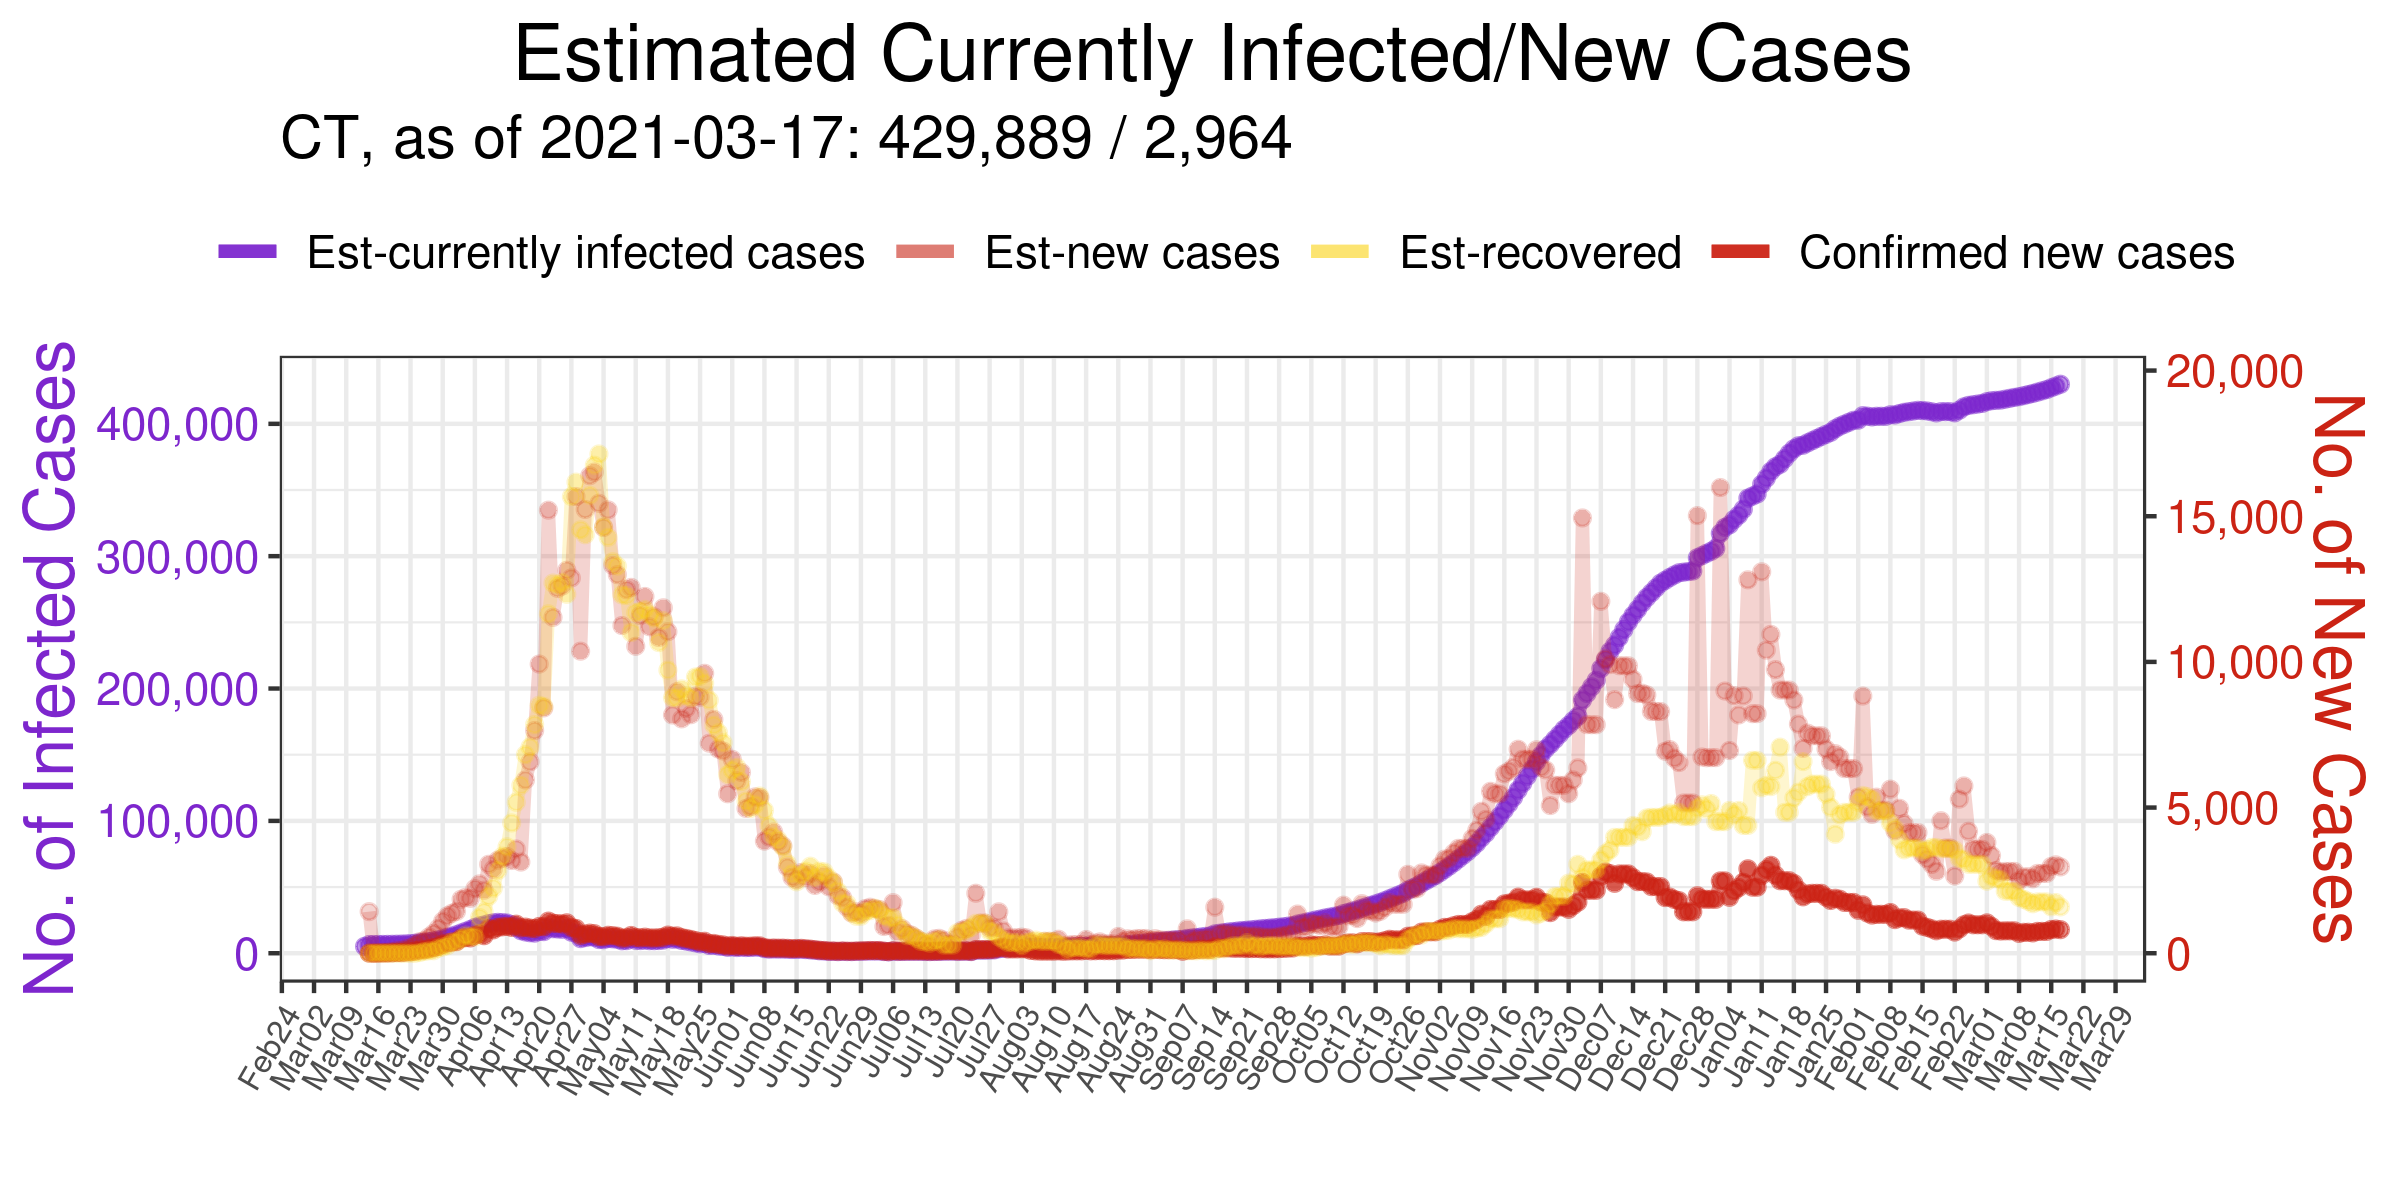 Estimated Currently Infected/New Cases
CT, as of 2021-03-17: 429,889 / 2,964
Est-currently infected cases Est-new cases Est-recovered Confirmed new cases
No. of Infected Cases
400,000
300,000
200,000
100,000
0
20,000
15,000
10,000
5,000
0
No. of New Cases
Feb24 Mar02 Mar09 Mar16 Mar23 Mar30 Apr06 Apr13 Apr20 Apr27 May04 May11 May18 May25 Jun01 Jun08 Jun15 Jun22 Jun29 Jul06 Jul13 Jul20 Jul27 Aug03 Aug10 Aug17 Aug24 Aug31 Sep07 Sep14 Sep21 Sep28 Oct05 Oct12 Oct19 Oct26 Nov02 Nov09 Nov16 Nov23 Nov30 Dec07 Dec14 Dec21 Dec28 Jan04 Jan11 Jan18 Jan25 Feb01 Feb08 Feb15 Feb22 Mar01 Mar08 Mar15 Mar22 Mar29